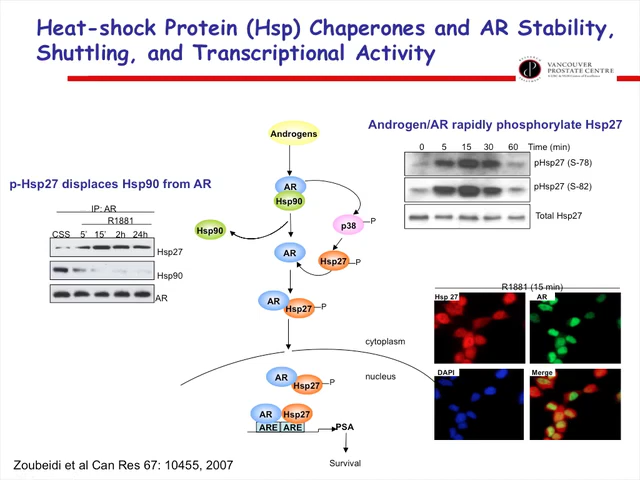 Heat-shock Protein (Hsp) Chaperones and AR Stability,
Shuttling, and Transcriptional Activity
VANCOUVER
PROSTATE CENTRE
Androgen/AR rapidly phosphorylate Hsp27
0 5 15 30 60 Time (min)
pHsp27 (S-78)
pHsp27 (S-82)
Total Hsp27
p-Hsp27 displaces Hsp90 from AR
IP: AR
R1881
CSS 5' 15' 2h 24h
Hsp27
Hsp90
AR
Androgens
AR
Hsp90
Hsp90
p38
P
AR
Hsp27
P
AR
Hsp27
P
cytoplasm
nucleus
AR
Hsp27
P
AR
Hsp27
ARE ARE
PSA
Survival
R1881 (15 min)
Hsp 27
AR
DAPI
Merge
Zoubeidi et al Can Res 67: 10455, 2007